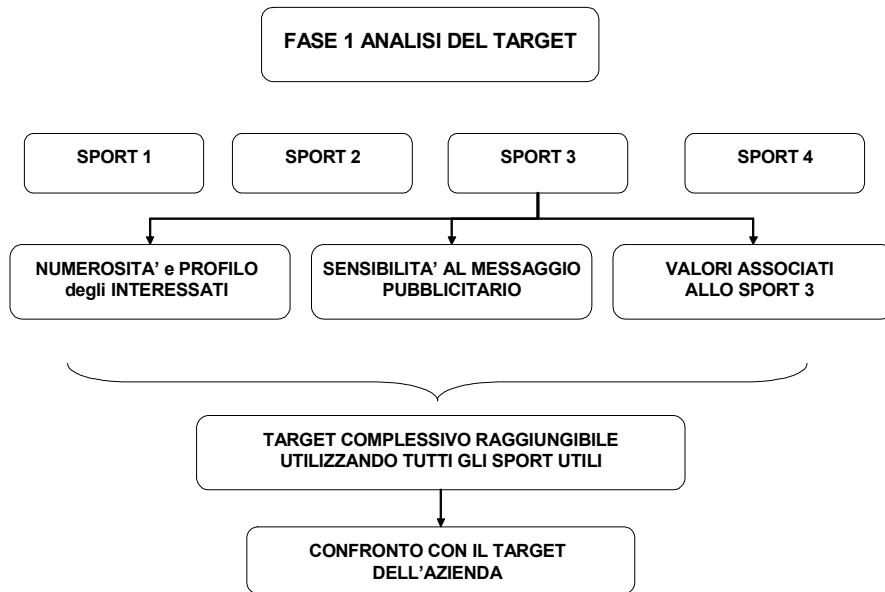 FASE 1 ANALISI DEL TARGET
SPORT 1
SPORT 2
SPORT 3
SPORT 4
NUMEROSITA’ e PROFILO
degli INTERESSATI
SENSIBILITA’ AL MESSAGGIO
PUBBLICITARIO
VALORI ASSOCIATI
ALLO SPORT 3
TARGET COMPLESSIVO RAGGIUNGIBILE
UTILIZZANDO TUTTI GLI SPORT UTILI
CONFRONTO CON IL TARGET
DELL’AZIENDA